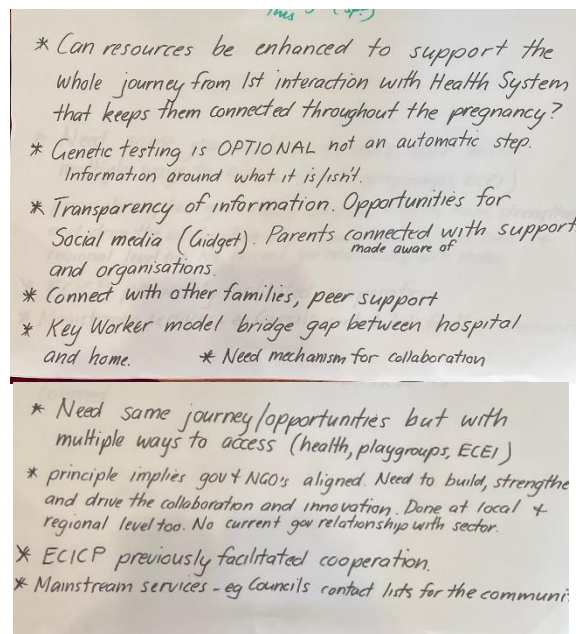 This (sp.)
* Can resources be enhanced to support the
whole journey from 1st interaction with Health System
that keeps them connected throughout the pregnancy?
* Genetic testing is OPTIONAL not an automatic step.
Information around what it is/isn't.
* Transparency of information. Opportunities for
Social media (Gidget). Parents connected with support
made aware of
and organisations.
* Connect with other families, peer support
* Key Worker model bridge gap between hospital
and home. * Need mechanism for collaboration
* Need same journey/opportunities but with
multiple ways to access (health, playgroups, ECEI)
* principle implies gov + NGO's aligned. Need to build, strengthe
and drive the collaboration and innovation. Done at local +
regional level too. No current gov relationship with sector.
* ECICP previously facilitated cooperation.
* Mainstream services - eg Councils contact lists for the communi